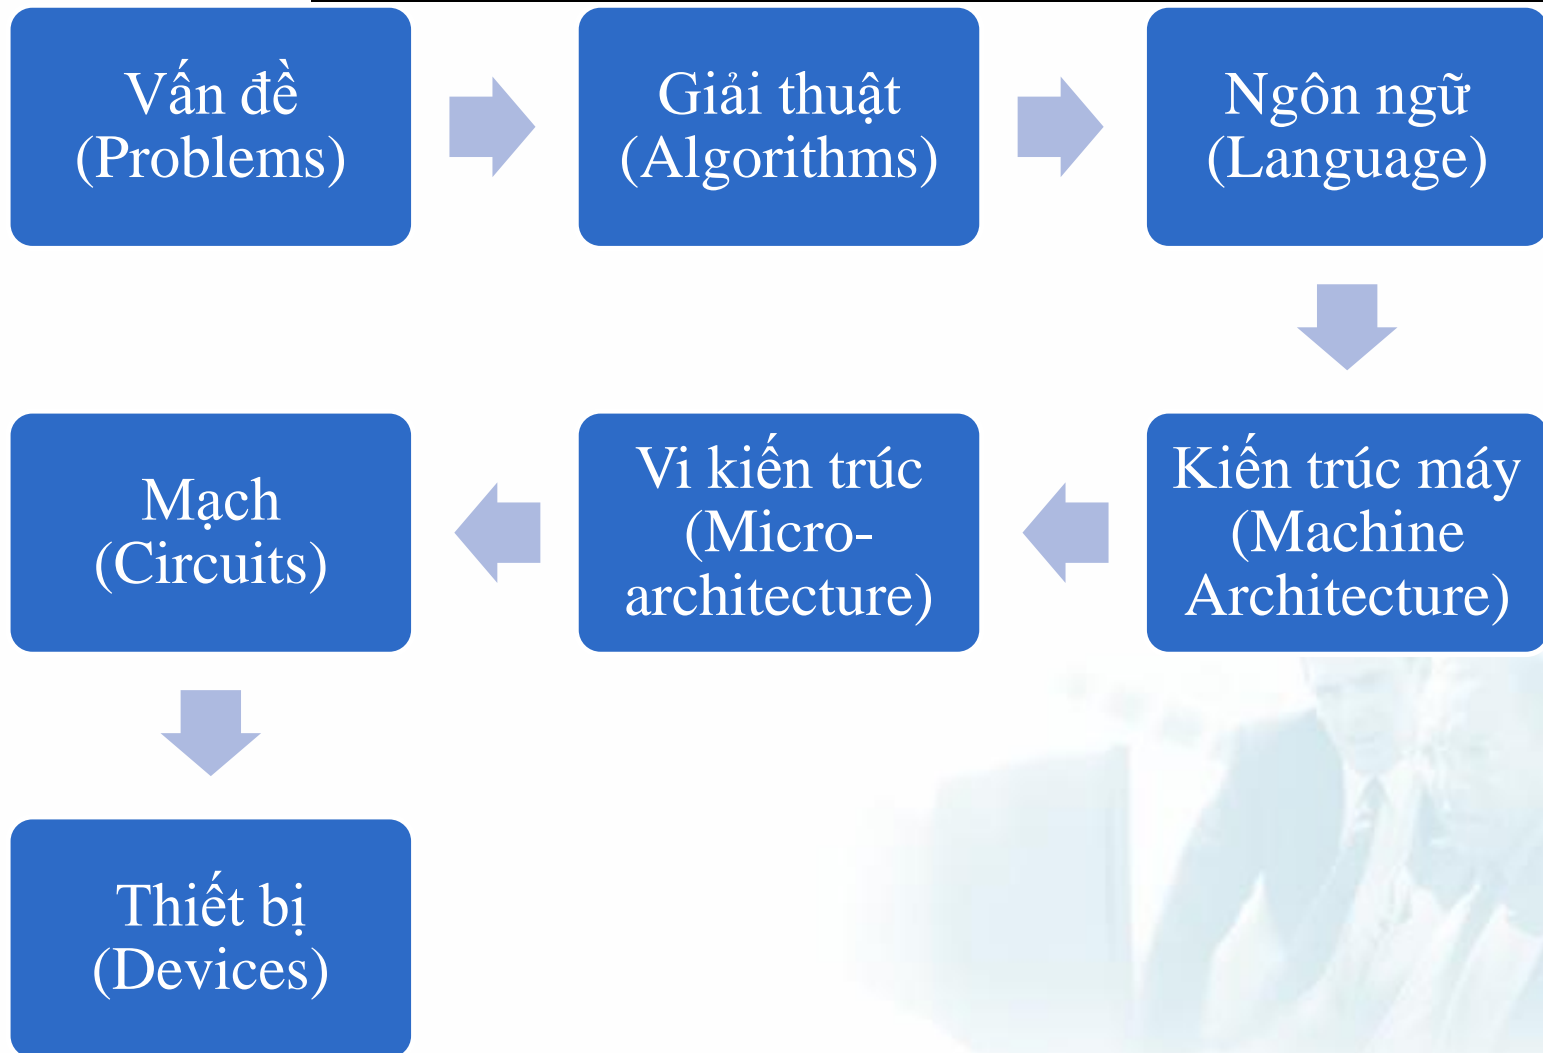 Vấn đề
(Problems)
Giải thuật
(Algorithms)
Ngôn ngữ
(Language)
Kiến trúc máy
(Machine
Architecture)
Vi kiến trúc
(Micro-
architecture)
Mạch
(Circuits)
Thiết bị
(Devices)